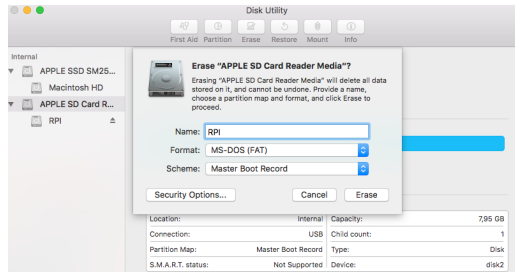 Disk Utility
First Aid Partition Erase Restore Mount Info
Internal
APPLE SSD SM25...
Macintosh HD
APPLE SD Card R...
RPI
Erase "APPLE SD Card Reader Media"?
Erasing "APPLE SD Card Reader Media" will delete all data
stored on it, and cannot be undone. Provide a name,
choose a partition map and format, and click Erase to
proceed.
Name: RPI
Format: MS-DOS (FAT)
Scheme: Master Boot Record
Security Options... Cancel Erase
Location: Internal Capacity: 7,95 GB
Connection: USB Child count: 1
Partition Map: Master Boot Record Type: Disk
S.M.A.R.T. status: Not Supported Device: disk2